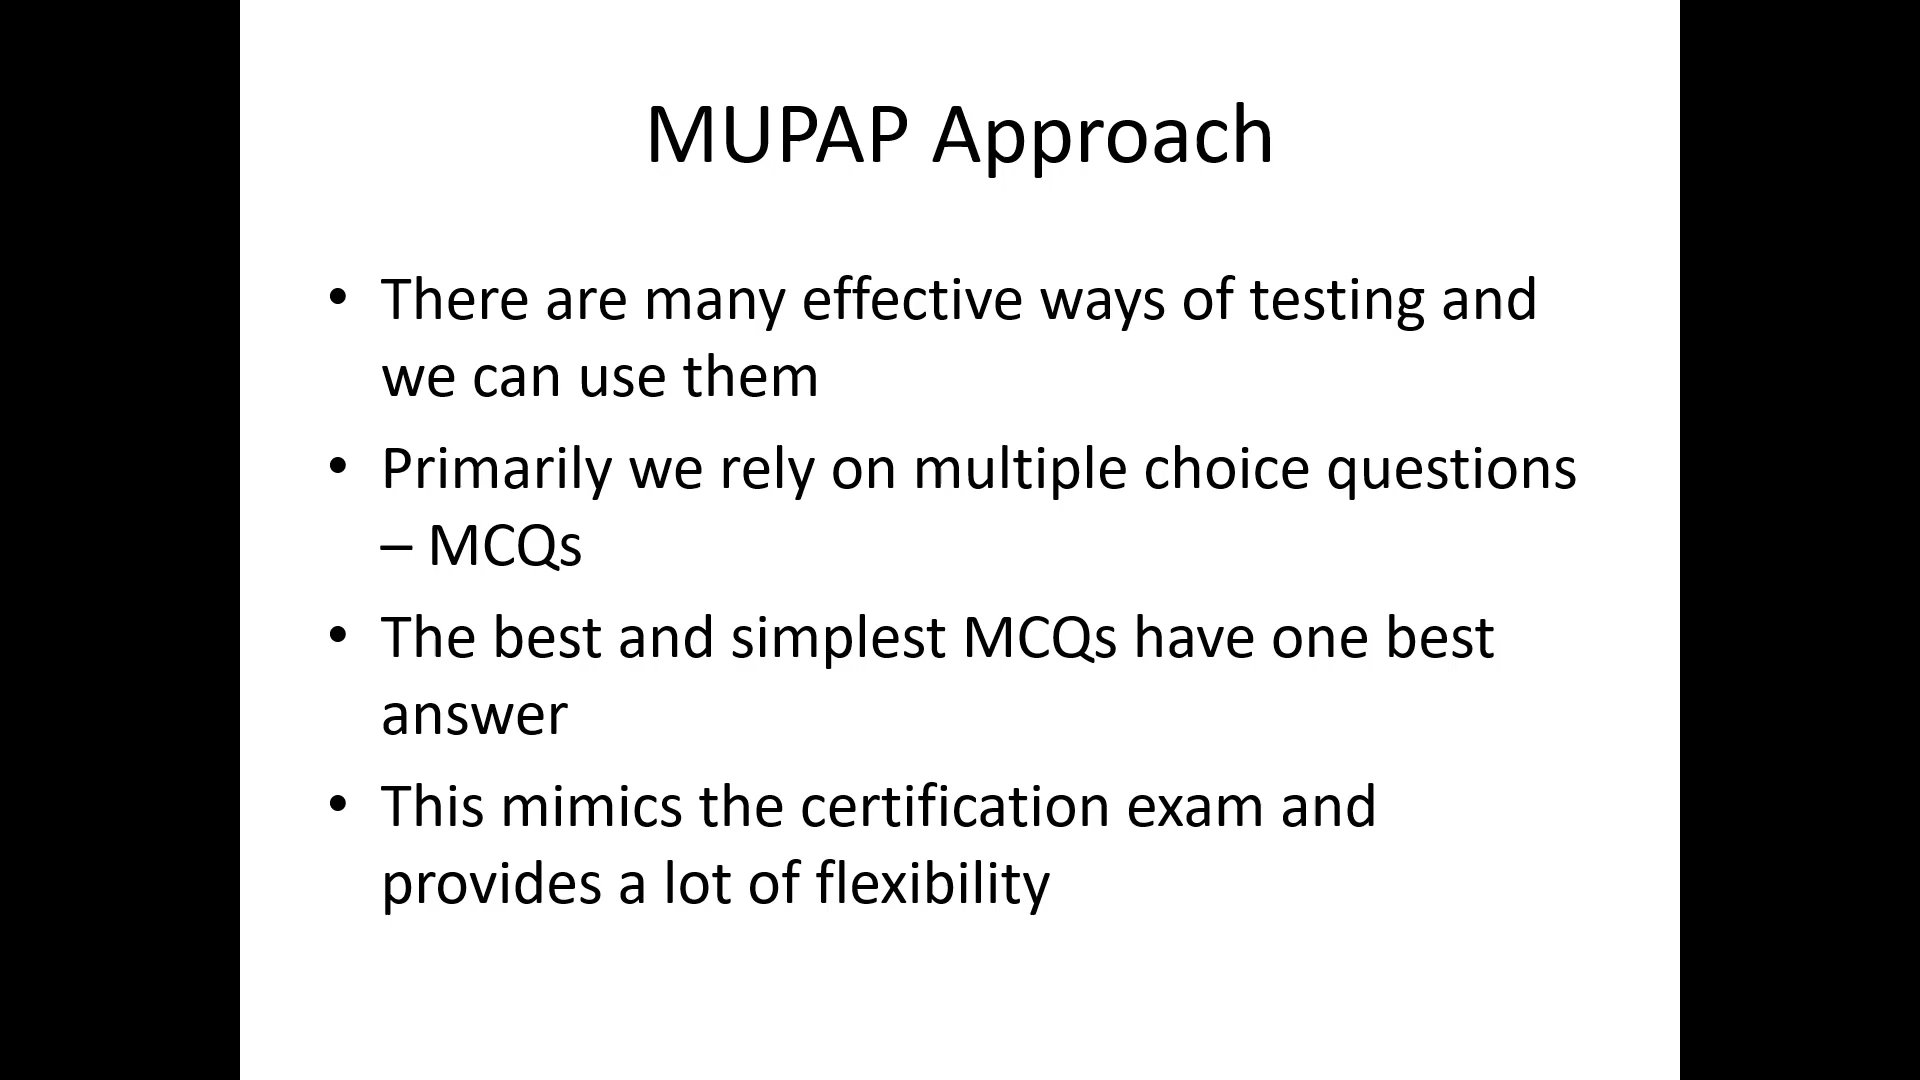 MUPAP Approach
• There are many effective ways of testing and
we can use them
• Primarily we rely on multiple choice questions
– MCQs
• The best and simplest MCQs have one best
answer
• This mimics the certification exam and
provides a lot of flexibility